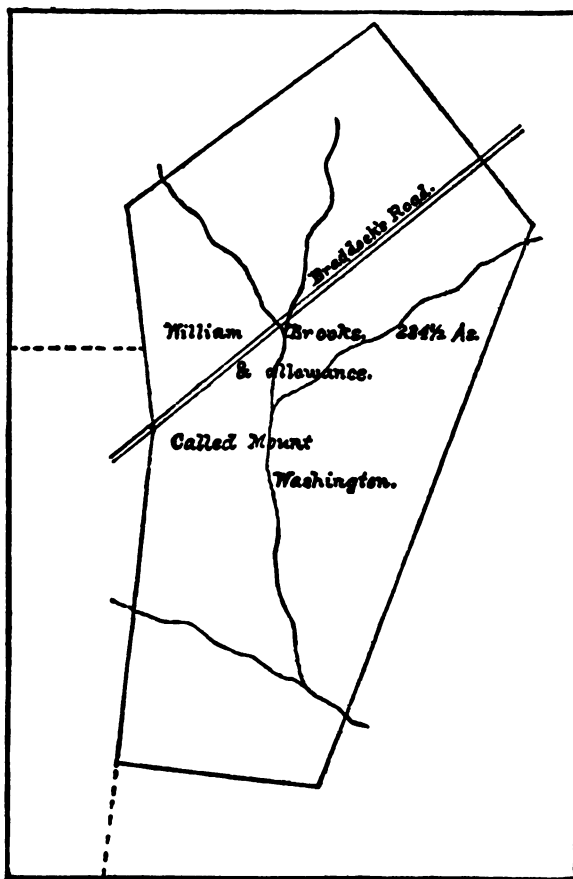 Braddock's Road.
William Brooke, 234½ As.
& allowance.
Called Mount
Washington.